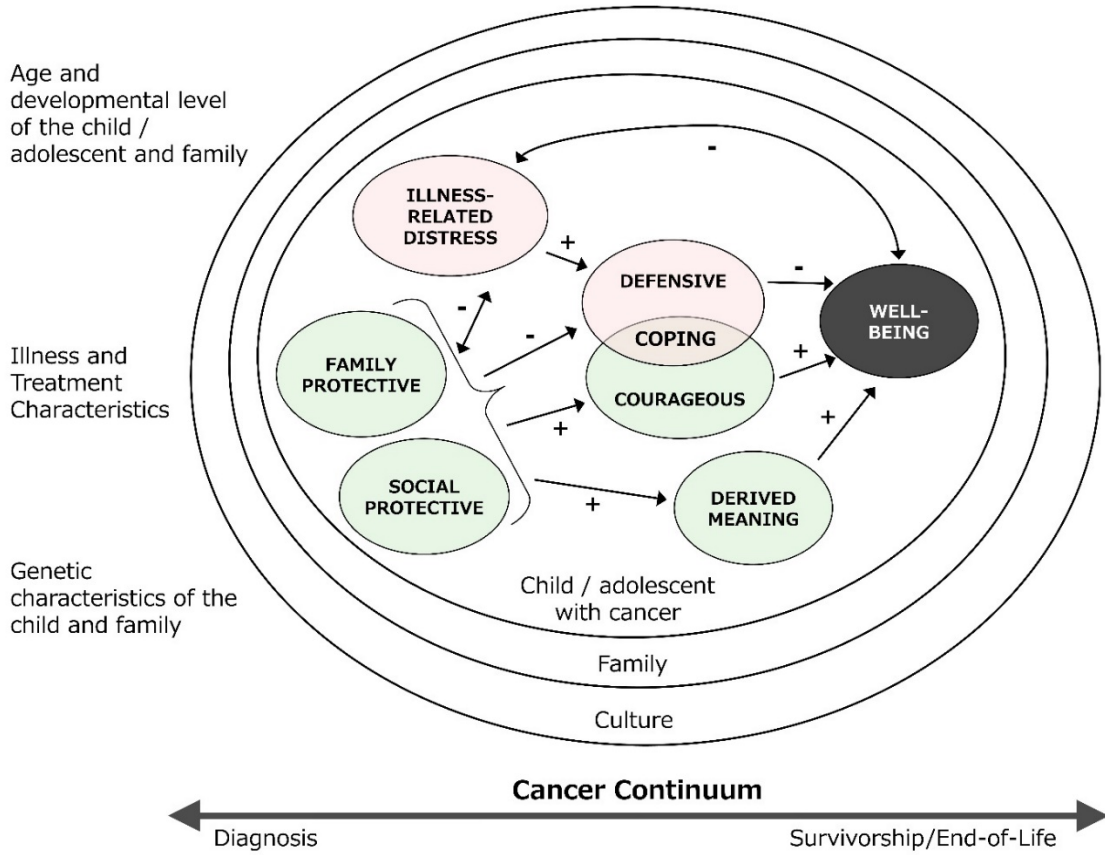 Age and
developmental level
of the child /
adolescent and family
-
ILLNESS-
RELATED
DISTRESS
+
DEFENSIVE
-
WELL-
BEING
-
-
COPING
+
Illness and
Treatment
Characteristics
FAMILY
PROTECTIVE
COURAGEOUS
+
+
SOCIAL
PROTECTIVE
+
DERIVED
MEANING
Genetic
characteristics of the
child and family
Child / adolescent
with cancer
Family
Culture
Cancer Continuum
Diagnosis
Survivorship/End-of-Life